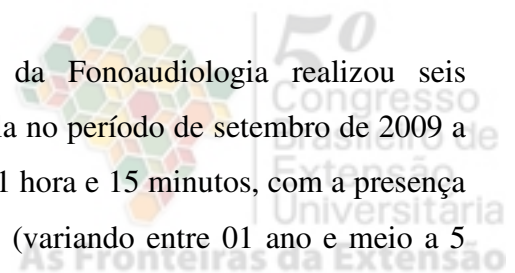 5º
Congresso
Brasileiro de
Extensão
Universitária
As Fronteiras da Extensão
da Fonoaudiologia realizou seis
no período de setembro de 2009 a
1 hora e 15 minutos, com a presença
(variando entre 01 ano e meio a 5